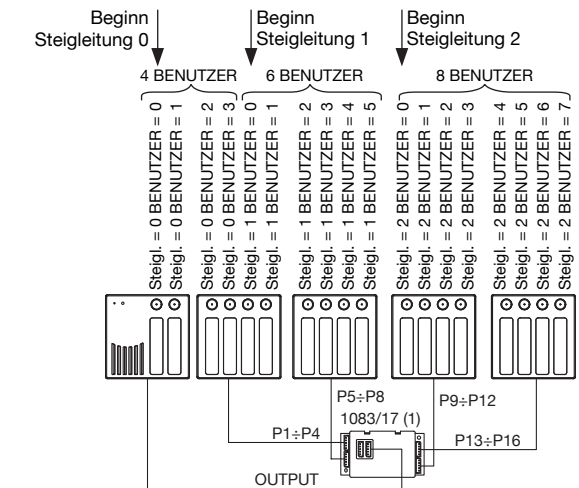 Beginn
Steigleitung 0
Beginn
Steigleitung 1
Beginn
Steigleitung 2
4 BENUTZER
6 BENUTZER
8 BENUTZER
Steigl. = 0 BENUTZER = 0
Steigl. = 0 BENUTZER = 1
Steigl. = 0 BENUTZER = 2
Steigl. = 0 BENUTZER = 3
Steigl. = 1 BENUTZER = 0
Steigl. = 1 BENUTZER = 1
Steigl. = 1 BENUTZER = 2
Steigl. = 1 BENUTZER = 3
Steigl. = 1 BENUTZER = 4
Steigl. = 1 BENUTZER = 5
Steigl. = 2 BENUTZER = 0
Steigl. = 2 BENUTZER = 1
Steigl. = 2 BENUTZER = 2
Steigl. = 2 BENUTZER = 3
Steigl. = 2 BENUTZER = 4
Steigl. = 2 BENUTZER = 5
Steigl. = 2 BENUTZER = 6
Steigl. = 2 BENUTZER = 7
P5÷P8
P9÷P12
1083/17 (1)
P1÷P4
P13÷P16
OUTPUT